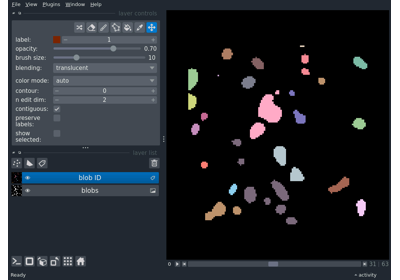 File View Plugins Window Help
layer controls
label: 1
opacity: 0.70
brush size: 10
blending: translucent
color mode: auto
contour: 0
n edit dim: 2
contiguous:
preserve
labels:
show
selected:
layer list
blob ID
blobs
31 63
Ready
activity